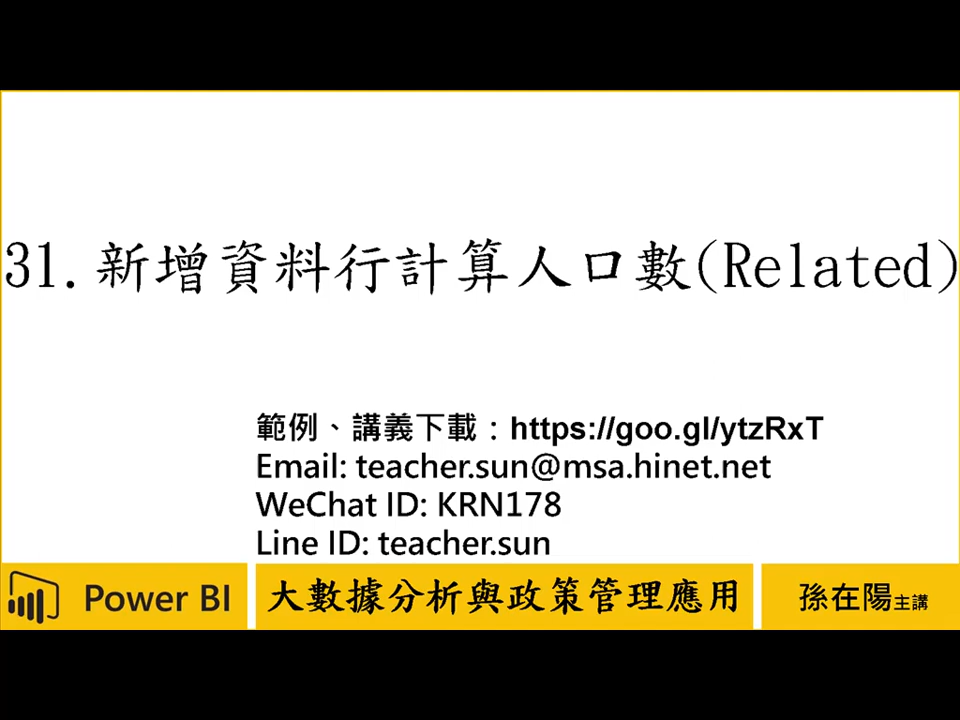 31.新增資料行計算人口數(Related)
範例、講義下載：https://goo.gl/ytzRxT
Email: teacher.sun@msa.hinet.net
WeChat ID: KRN178
Line ID: teacher.sun
Power BI 大數據分析與政策管理應用 孫在陽主講